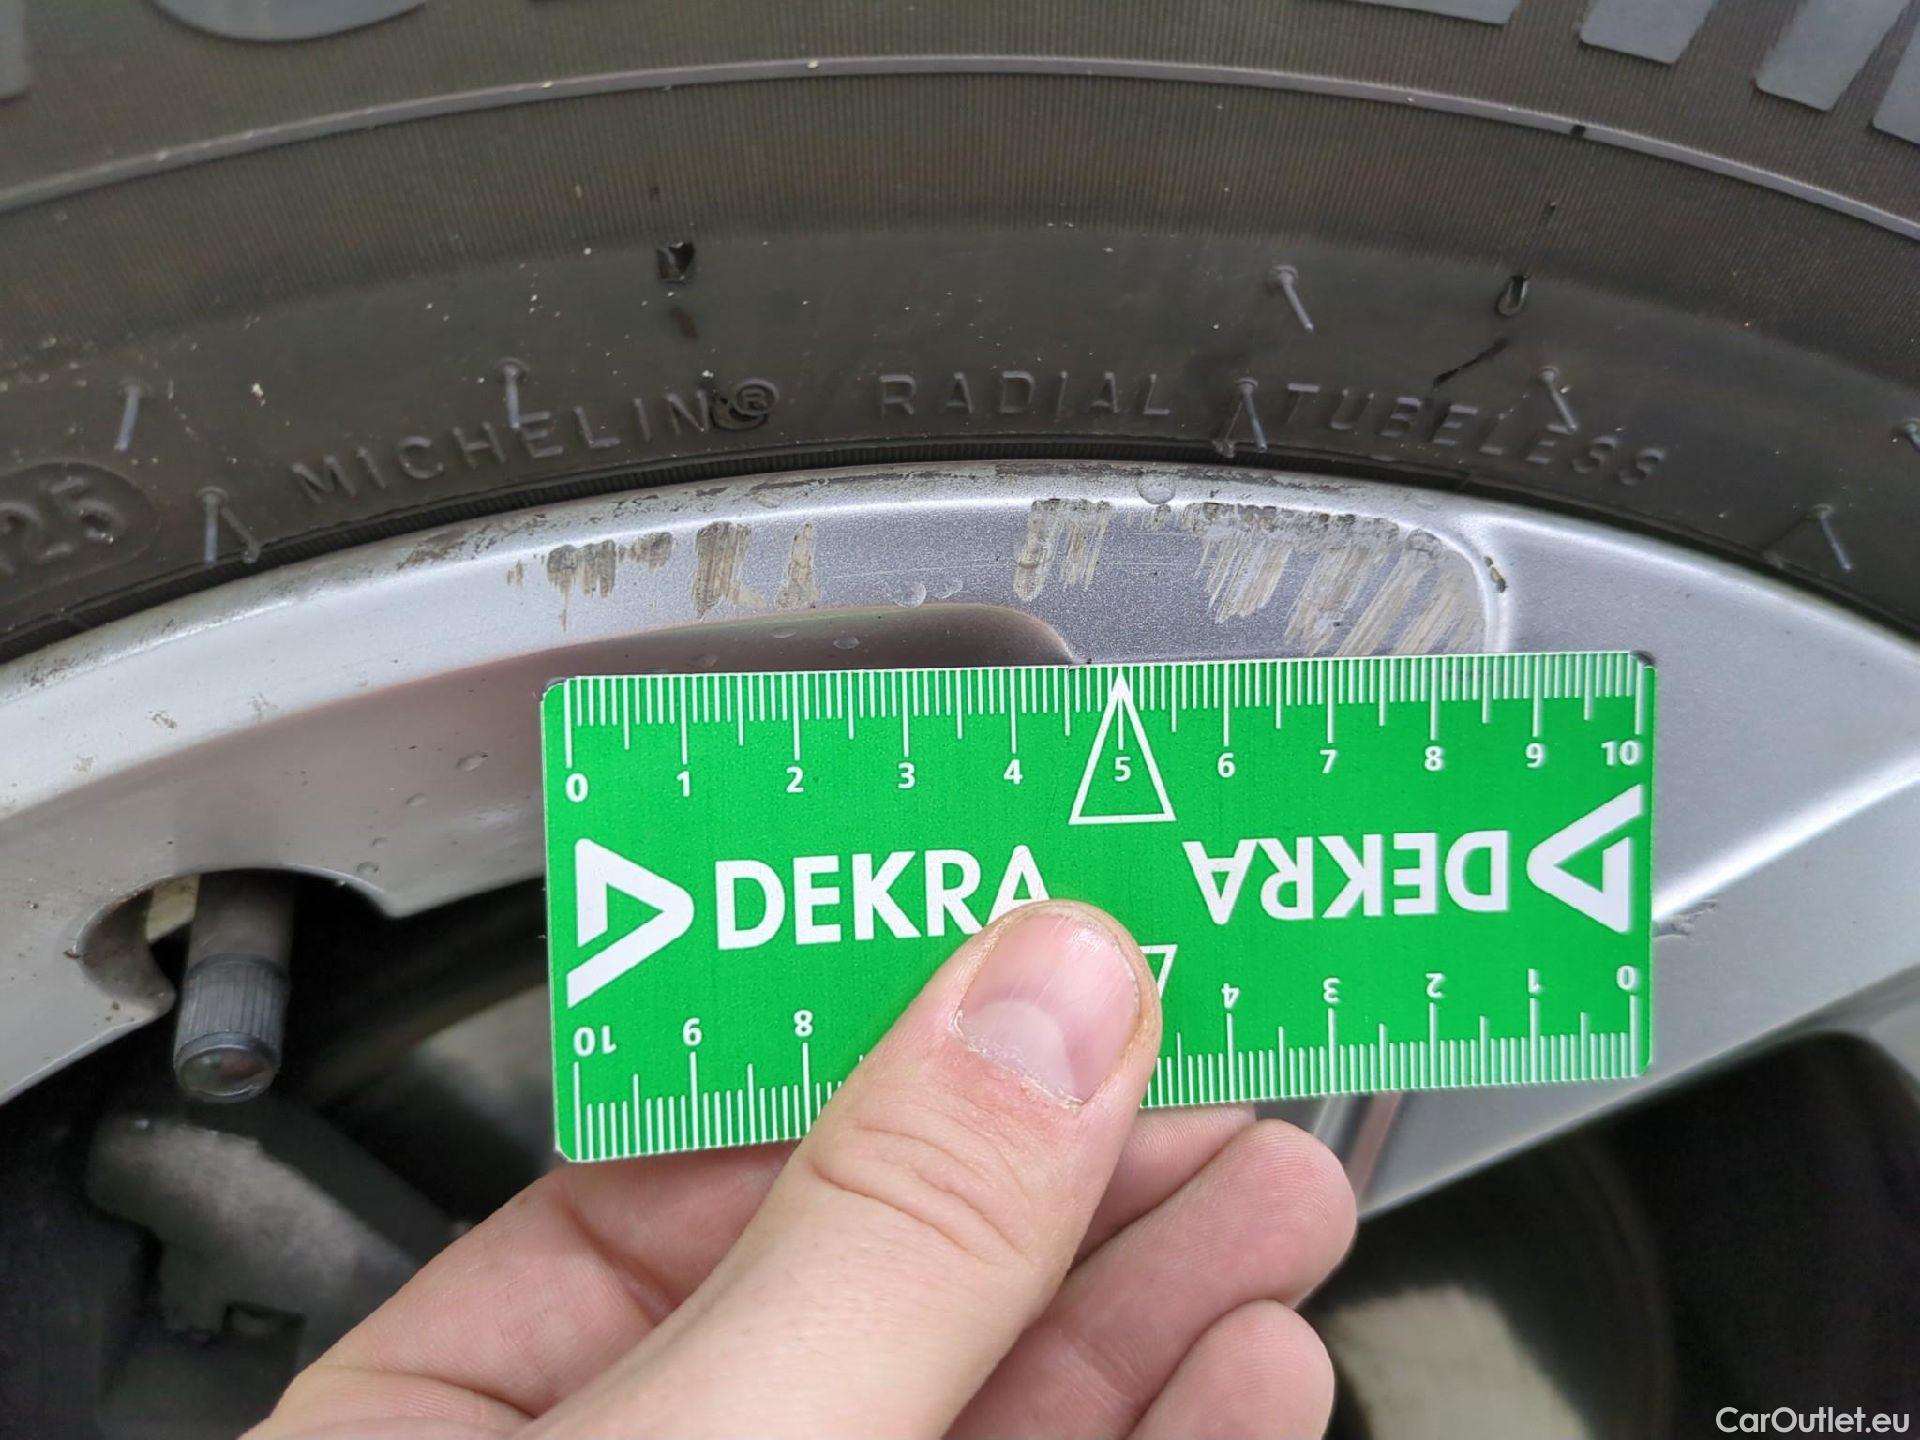 MICHELIN® RADIAL TUBELESS
25
0 1 2 3 4 5 6 7 8 9 10
DEKRA DEKRA
10 9 8 4 3 2 1 0
CarOutlet.eu